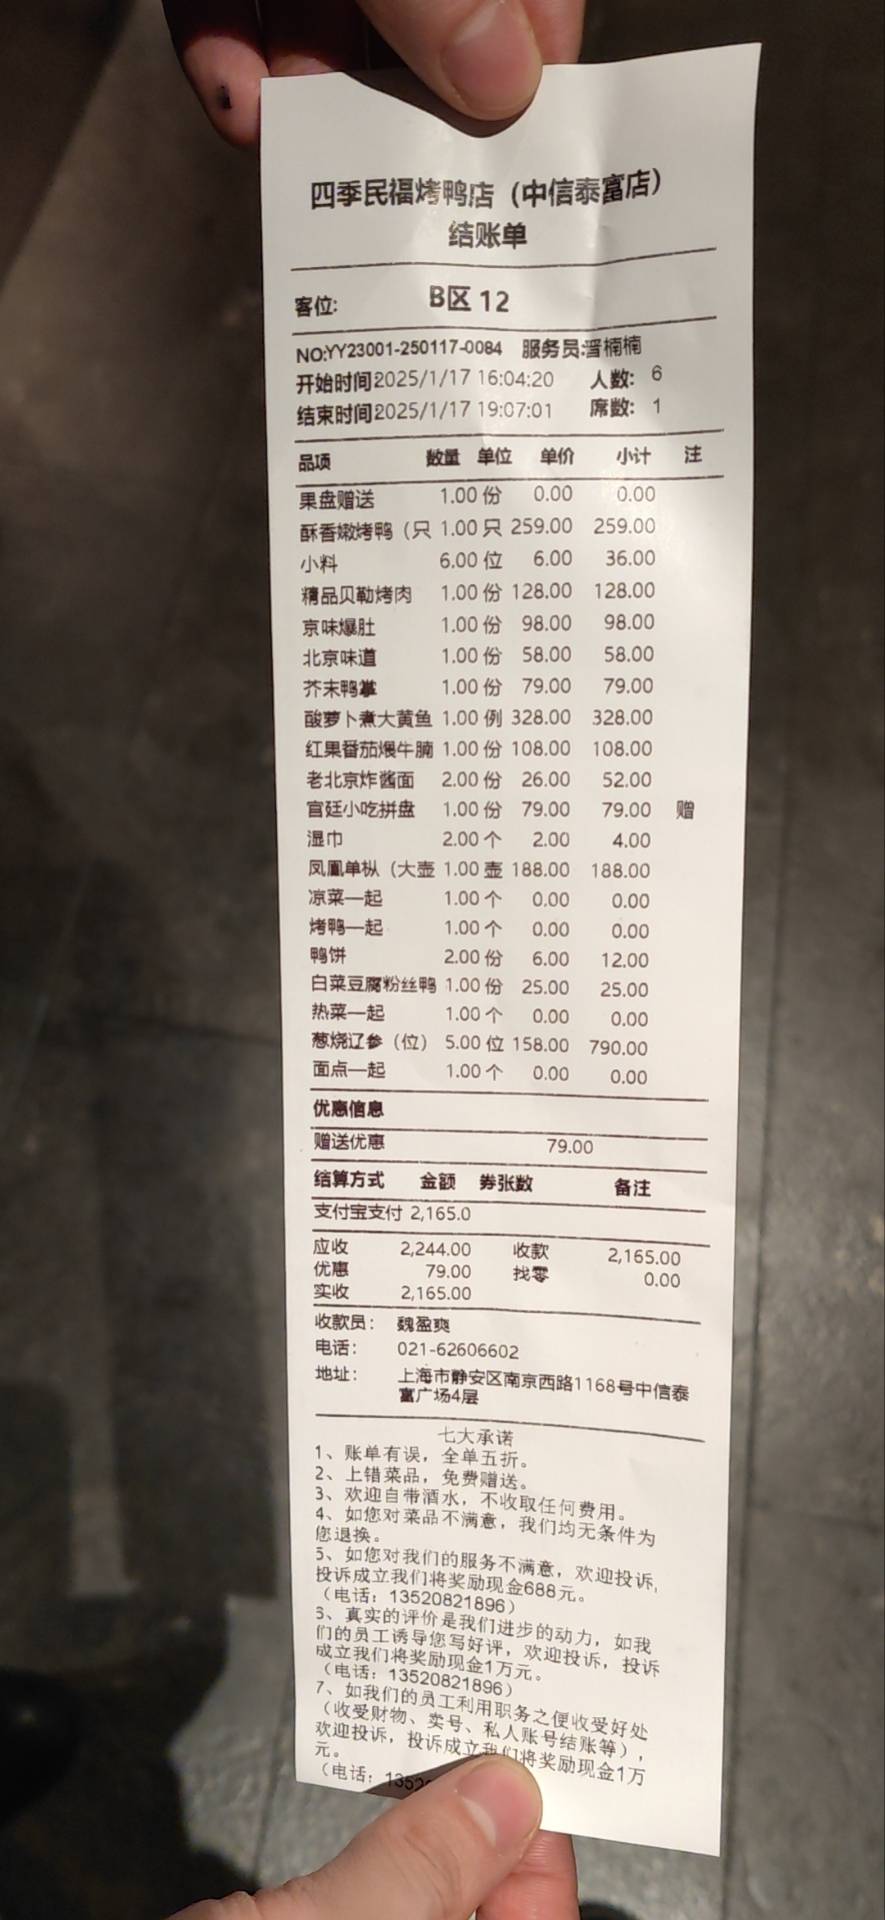 四季民福烤鸭店（中信泰富店）
结账单
客位: B区 12
NO:YY23001-250117-0084 服务员:晋楠楠
开始时间2025/1/17 16:04:20 人数: 6
结束时间2025/1/17 19:07:01 席数: 1
品项 数量 单位 单价 小计 注
果盘赠送 1.00 份 0.00 0.00
酥香嫩烤鸭（只 1.00 只 259.00 259.00
小料 6.00 位 6.00 36.00
精品贝勒烤肉 1.00 份 128.00 128.00
京味爆肚 1.00 份 98.00 98.00
北京味道 1.00 份 58.00 58.00
芥末鸭掌 1.00 份 79.00 79.00
酸萝卜煮大黄鱼 1.00 例 328.00 328.00
红果番茄煨牛腩 1.00 份 108.00 108.00
老北京炸酱面 2.00 份 26.00 52.00
宫廷小吃拼盘 1.00 份 79.00 79.00 赠
湿巾 2.00 个 2.00 4.00
凤凰单枞（大壶 1.00 壶 188.00 188.00
凉菜一起 1.00 个 0.00 0.00
烤鸭一起 1.00 个 0.00 0.00
鸭饼 2.00 份 6.00 12.00
白菜豆腐粉丝鸭 1.00 份 25.00 25.00
热菜一起 1.00 个 0.00 0.00
葱烧辽参（位） 5.00 位 158.00 790.00
面点一起 1.00 个 0.00 0.00
优惠信息
赠送优惠 79.00
结算方式 金额 券张数 备注
支付宝支付 2,165.0
应收 2,244.00 收款 2,165.00
优惠 79.00 找零 0.00
实收 2,165.00
收款员： 魏盈爽
电话： 021-62606602
地址： 上海市静安区南京西路1168号中信泰
富广场4层
七大承诺
1、账单有误，全单五折。
2、上错菜品，免费赠送。
3、欢迎自带酒水，不收取任何费用。
4、如您对菜品不满意，我们均无条件为
您退换。
5、如您对我们的服务不满意，欢迎投诉,
投诉成立我们将奖励现金688元。
（电话：13520821896）
6、真实的评价是我们进步的动力，如我
们的员工诱导您写好评，欢迎投诉，投诉
成立我们将奖励现金1万元。
（电话：13520821896）
7、如我们的员工利用职务之便收受好处
（收受财物、卖号、私人账号结账等），
欢迎投诉，投诉成立我们将奖励现金1万
元。
（电话：1352